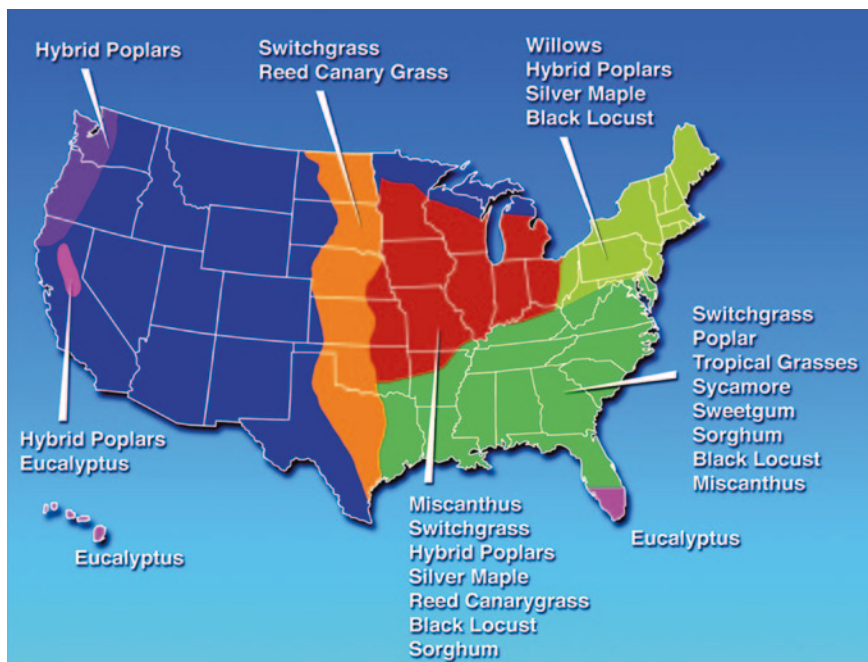 Hybrid Poplars
Switchgrass
Reed Canary Grass
Willows
Hybrid Poplars
Silver Maple
Black Locust
Switchgrass
Poplar
Tropical Grasses
Sycamore
Sweetgum
Sorghum
Black Locust
Miscanthus
Hybrid Poplars
Eucalyptus
Eucalyptus
Miscanthus
Switchgrass
Hybrid Poplars
Silver Maple
Reed Canarygrass
Black Locust
Sorghum
Eucalyptus